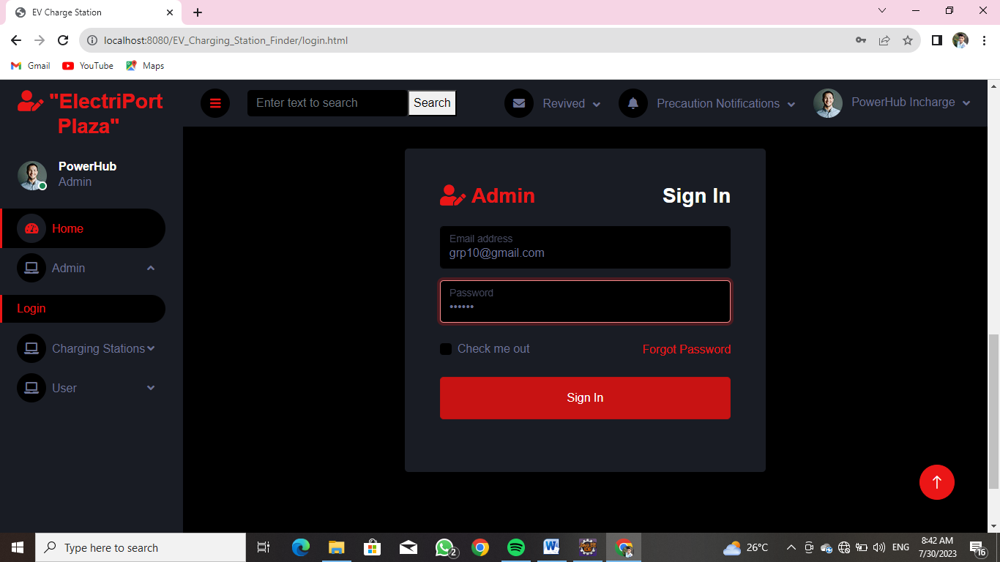 EV Charge Station
localhost:8080/EV_Charging_Station_Finder/login.html
Gmail YouTube Maps
"ElectriPort
Plaza"
Enter text to search Search Revived Precaution Notifications PowerHub Incharge
PowerHub
Admin
Home
Admin
Login
Charging Stations
User
Admin Sign In
Email address
grp10@gmail.com
Password
••••••
Check me out Forgot Password
Sign In
Type here to search
2
26°C
ENG
8:42 AM
7/30/2023
16